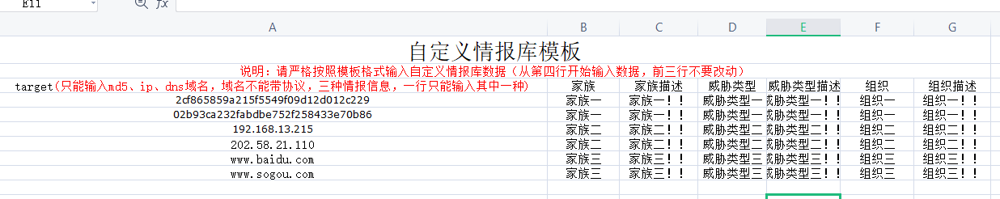 E11 fx
A B C D E F G
自定义情报库模板
说明：请严格按照模板格式输入自定义情报库数据（从第四行开始输入数据，前三行不要改动）
target(只能输入md5、ip、dns域名，域名不能带协议，三种情报信息，一行只能输入其中一种) 家族 家族描述 威胁类型 威胁类型描述 组织 组织描述
2cf865859a215f5549f09d12d012c229 家族一 家族一！！ 威胁类型一 威胁类型一！！ 组织一 组织一！！
02b93ca232fabdbe752f258433e70b86 家族一 家族一！！ 威胁类型一 威胁类型一！！ 组织一 组织一！！
192.168.13.215 家族二 家族二！！ 威胁类型二 威胁类型二！！ 组织二 组织二！！
202.58.21.110 家族二 家族二！！ 威胁类型二 威胁类型二！！ 组织二 组织二！！
www.baidu.com 家族三 家族三！！ 威胁类型三 威胁类型三！！ 组织三 组织三！！
www.sogou.com 家族三 家族三！！ 威胁类型三 威胁类型三！！ 组织三 组织三！！